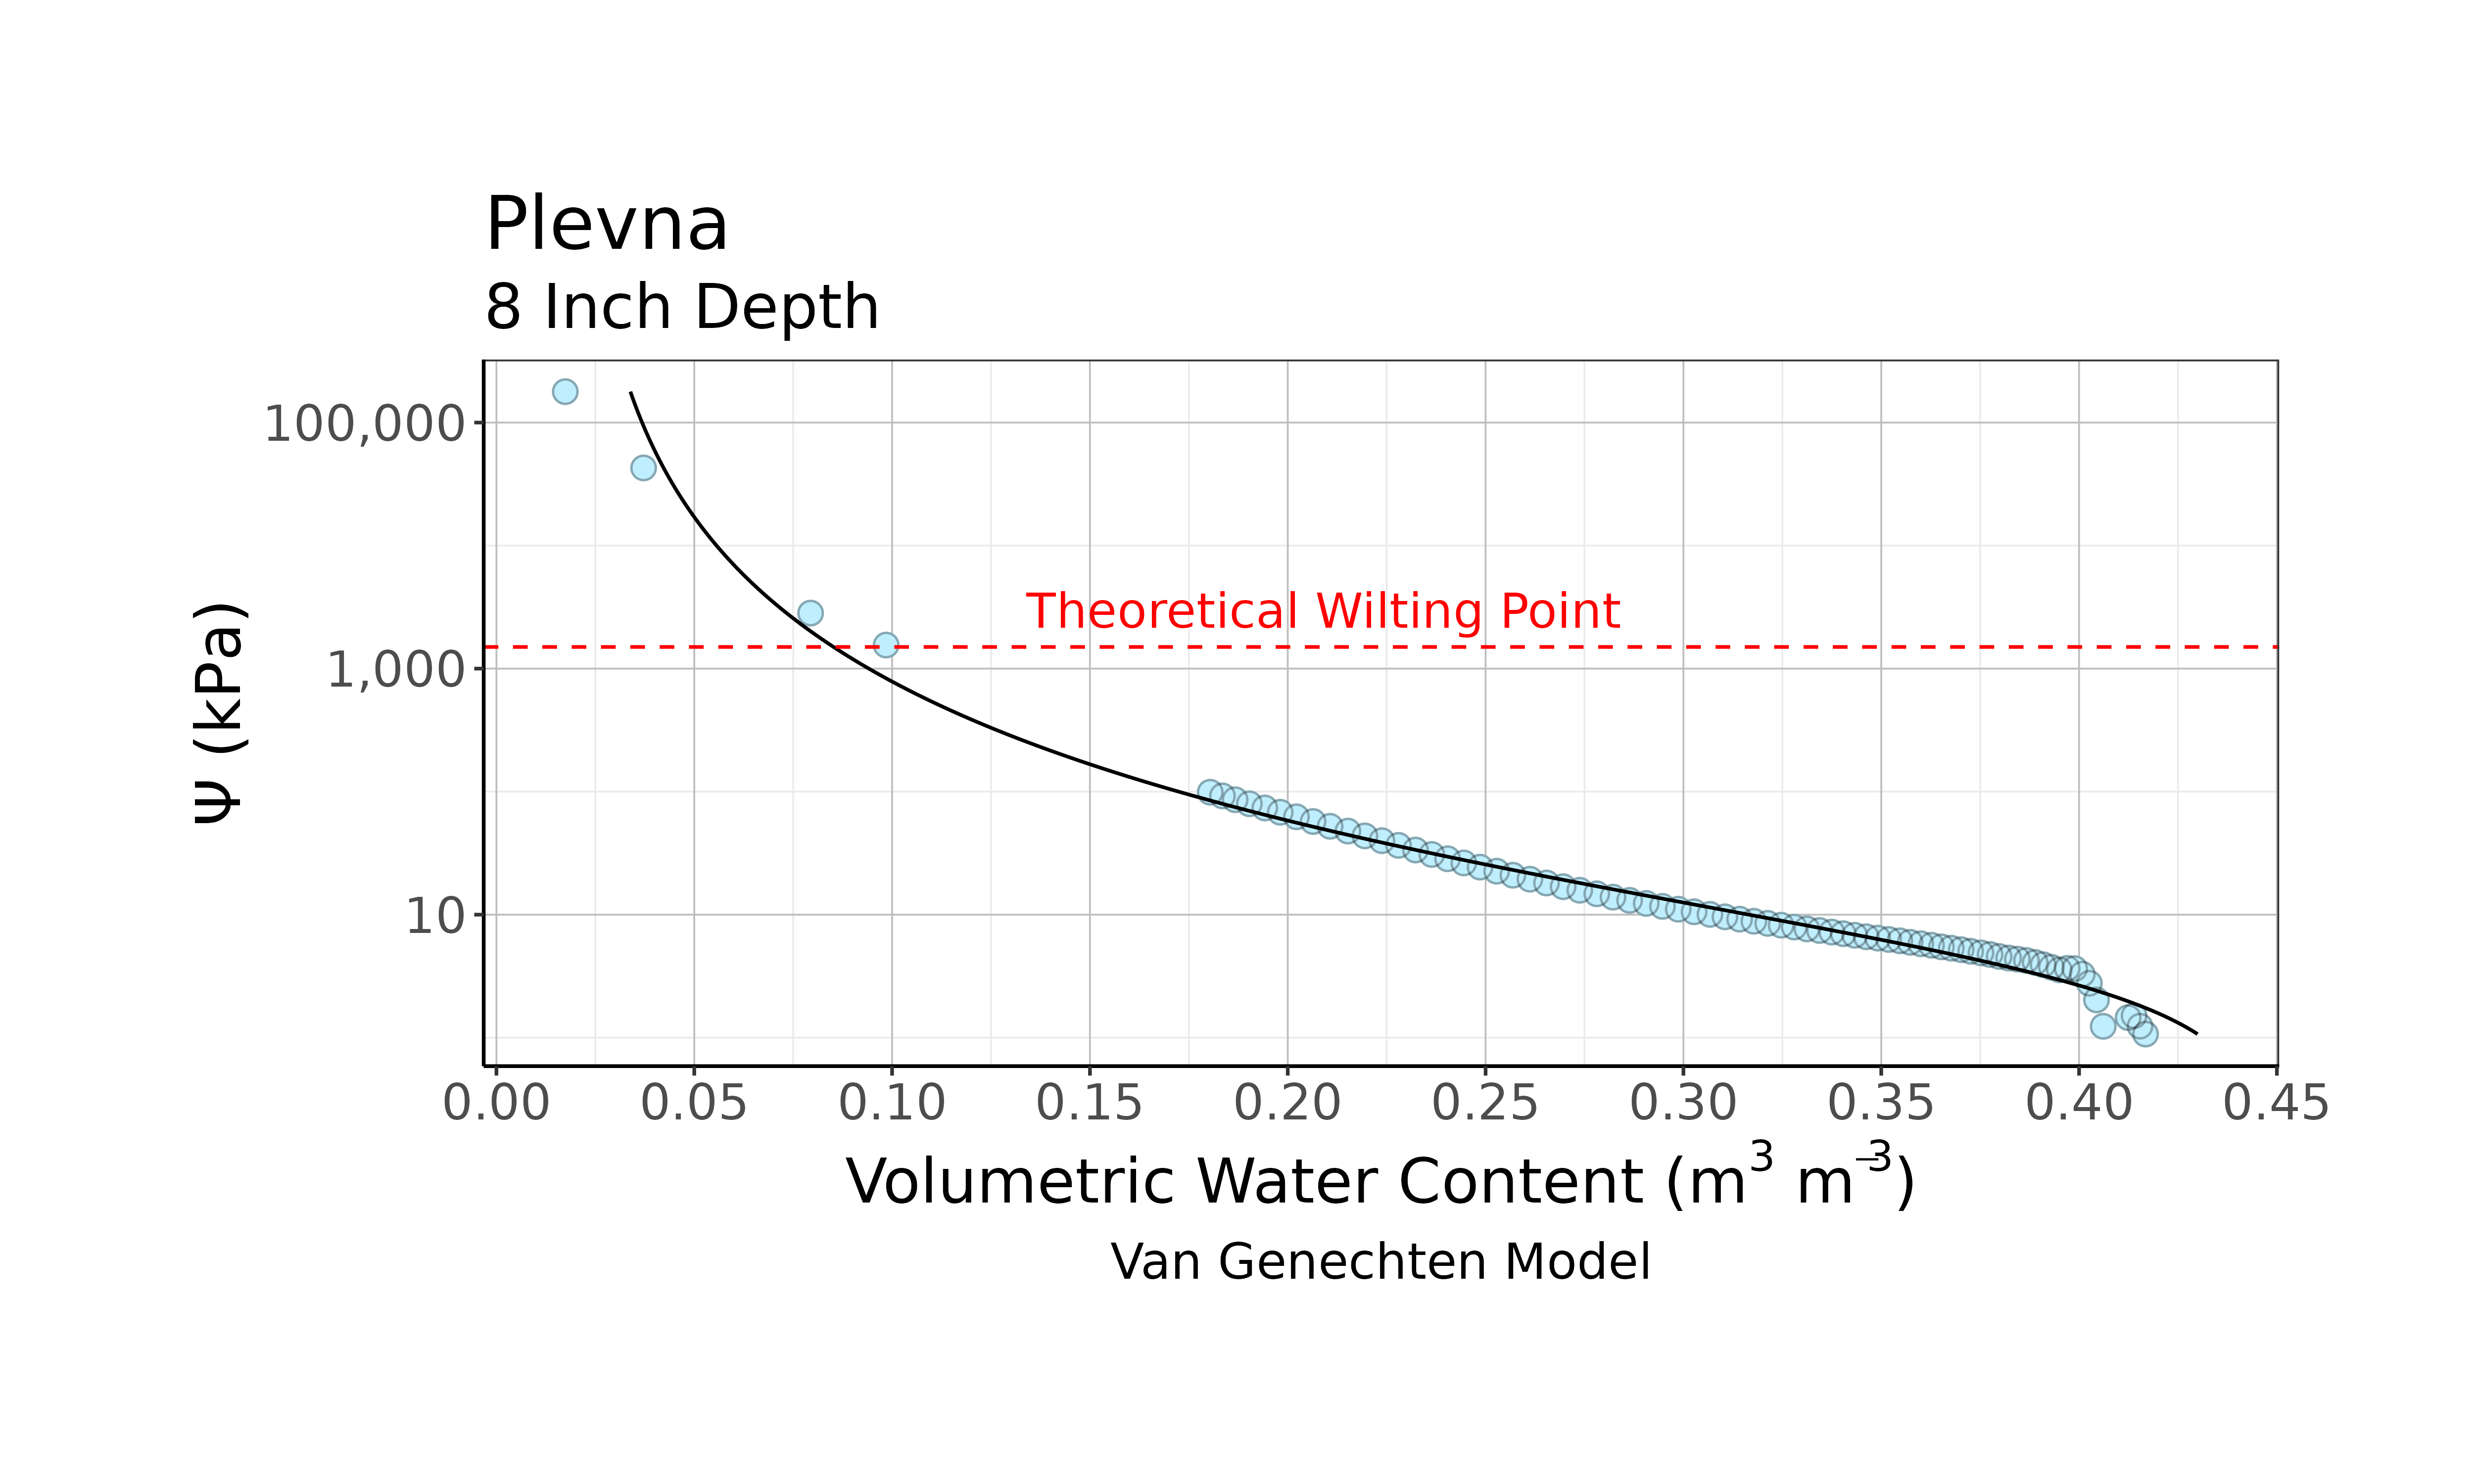 Plevna
8 Inch Depth
Ψ (kPa)
100,000
1,000
10
Theoretical Wilting Point
0.00 0.05 0.10 0.15 0.20 0.25 0.30 0.35 0.40 0.45
Volumetric Water Content (m³ m⁻³)
Van Genechten Model